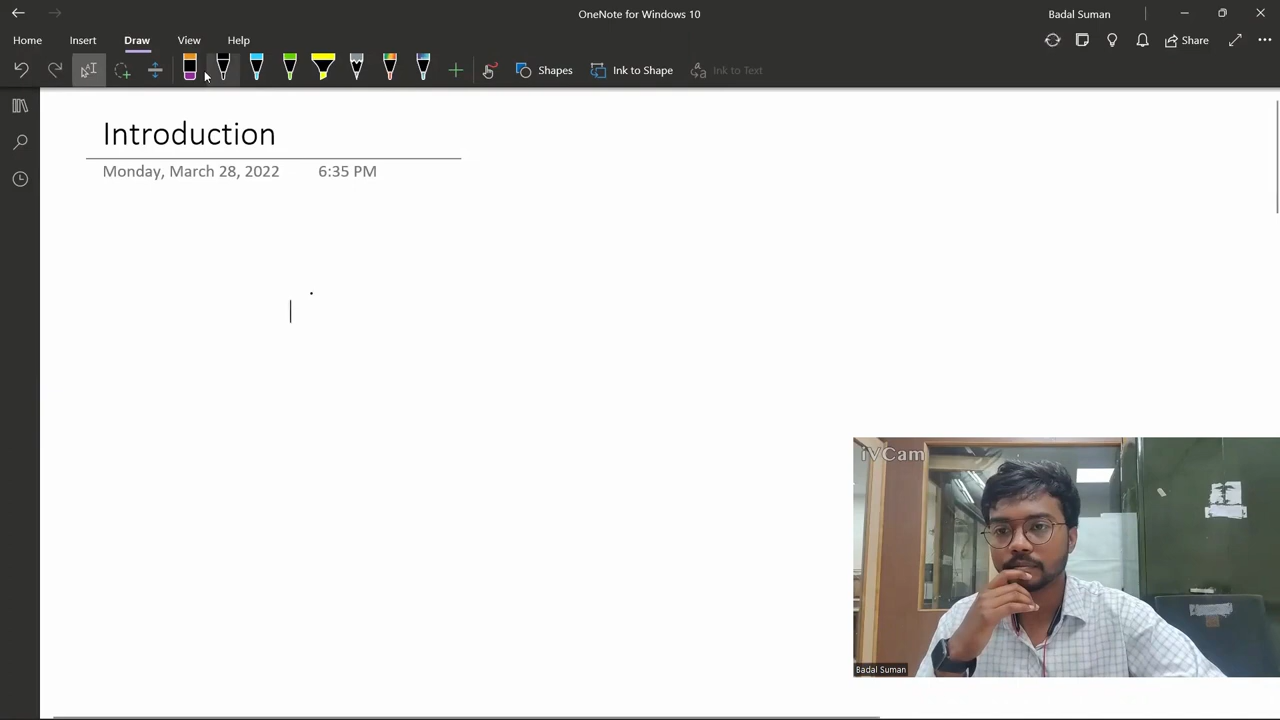 OneNote for Windows 10
Badal Suman
Home
Insert
Draw
View
Help
Share
Shapes
Ink to Shape
Ink to Text
Introduction
Monday, March 28, 2022
6:35 PM
iVCam
Badal Suman